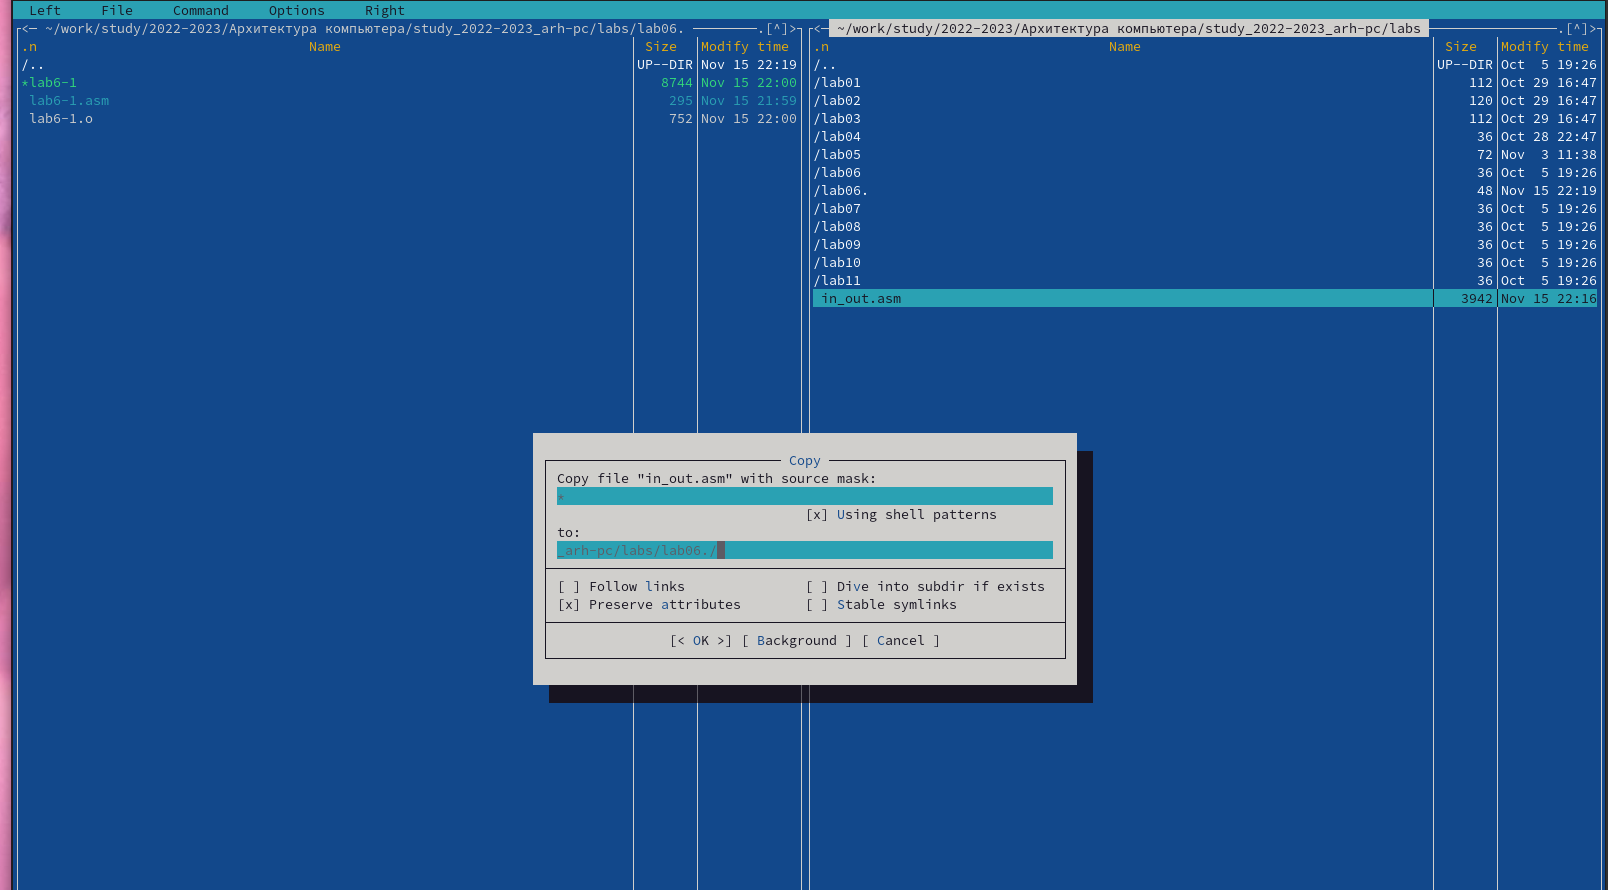 Left File Command Options Right
<─ ~/work/study/2022-2023/Архитектура компьютера/study_2022-2023_arh-pc/labs/lab06. ─.[^]>
.n Name Size Modify time
/.. UP--DIR Nov 15 22:19
*lab6-1 8744 Nov 15 22:00
lab6-1.asm 295 Nov 15 21:59
lab6-1.o 752 Nov 15 22:00
<─ ~/work/study/2022-2023/Архитектура компьютера/study_2022-2023_arh-pc/labs ─.[^]>
.n Name Size Modify time
/.. UP--DIR Oct 5 19:26
/lab01 112 Oct 29 16:47
/lab02 120 Oct 29 16:47
/lab03 112 Oct 29 16:47
/lab04 36 Oct 28 22:47
/lab05 72 Nov 3 11:38
/lab06 36 Oct 5 19:26
/lab06. 48 Nov 15 22:19
/lab07 36 Oct 5 19:26
/lab08 36 Oct 5 19:26
/lab09 36 Oct 5 19:26
/lab10 36 Oct 5 19:26
/lab11 36 Oct 5 19:26
in_out.asm 3942 Nov 15 22:16
Copy
Copy file "in_out.asm" with source mask:
*
[x] Using shell patterns
to:
_arh-pc/labs/lab06./
[ ] Follow links [ ] Dive into subdir if exists
[x] Preserve attributes [ ] Stable symlinks
[< OK >] [ Background ] [ Cancel ]